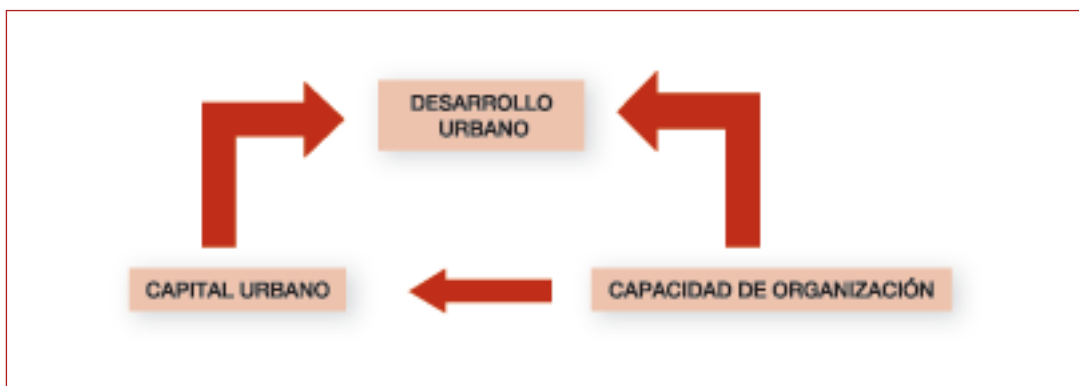 DESARROLLO
URBANO
CAPITAL URBANO
CAPACIDAD DE ORGANIZACIÓN